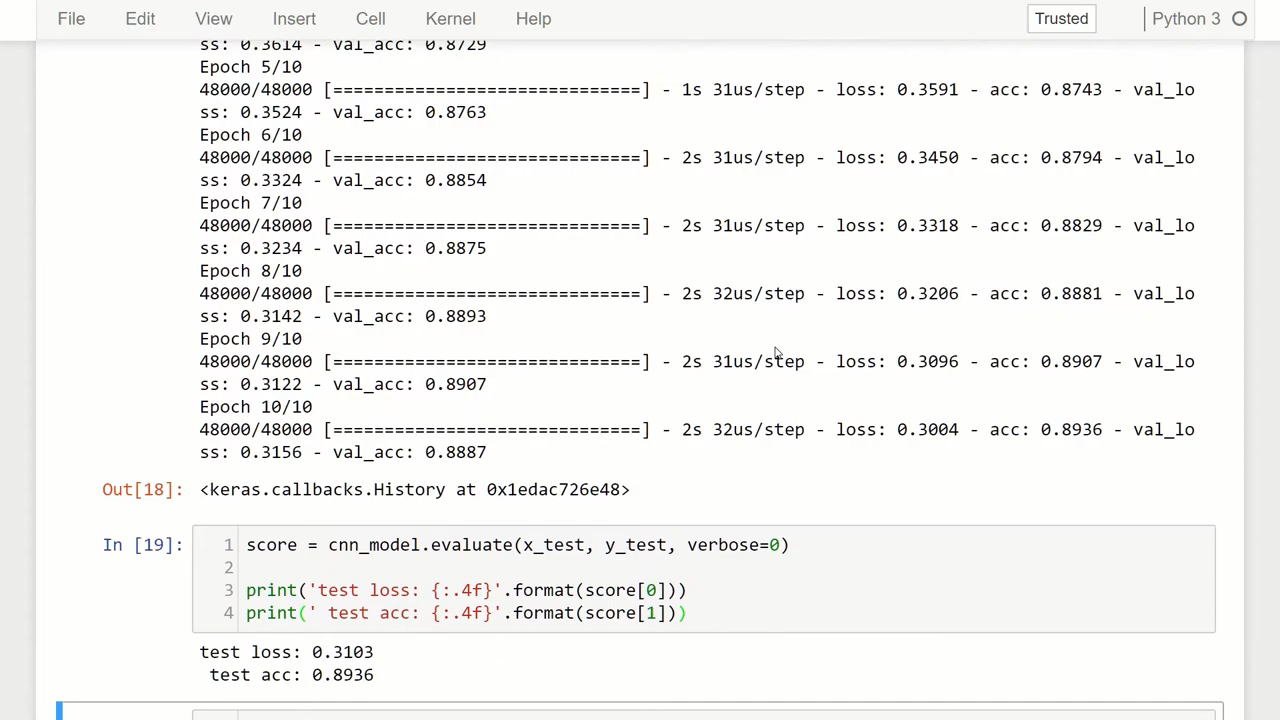 File Edit View Insert Cell Kernel Help Trusted Python 3
ss: 0.3614 - val_acc: 0.8729
Epoch 5/10
48000/48000 [==============================] - 1s 31us/step - loss: 0.3591 - acc: 0.8743 - val_lo
ss: 0.3524 - val_acc: 0.8763
Epoch 6/10
48000/48000 [==============================] - 2s 31us/step - loss: 0.3450 - acc: 0.8794 - val_lo
ss: 0.3324 - val_acc: 0.8854
Epoch 7/10
48000/48000 [==============================] - 2s 31us/step - loss: 0.3318 - acc: 0.8829 - val_lo
ss: 0.3234 - val_acc: 0.8875
Epoch 8/10
48000/48000 [==============================] - 2s 32us/step - loss: 0.3206 - acc: 0.8881 - val_lo
ss: 0.3142 - val_acc: 0.8893
Epoch 9/10
48000/48000 [==============================] - 2s 31us/step - loss: 0.3096 - acc: 0.8907 - val_lo
ss: 0.3122 - val_acc: 0.8907
Epoch 10/10
48000/48000 [==============================] - 2s 32us/step - loss: 0.3004 - acc: 0.8936 - val_lo
ss: 0.3156 - val_acc: 0.8887
Out[18]: <keras.callbacks.History at 0x1edac726e48>
In [19]: 1 score = cnn_model.evaluate(x_test, y_test, verbose=0)
2
3 print('test loss: {:.4f}'.format(score[0]))
4 print(' test acc: {:.4f}'.format(score[1]))
test loss: 0.3103
 test acc: 0.8936